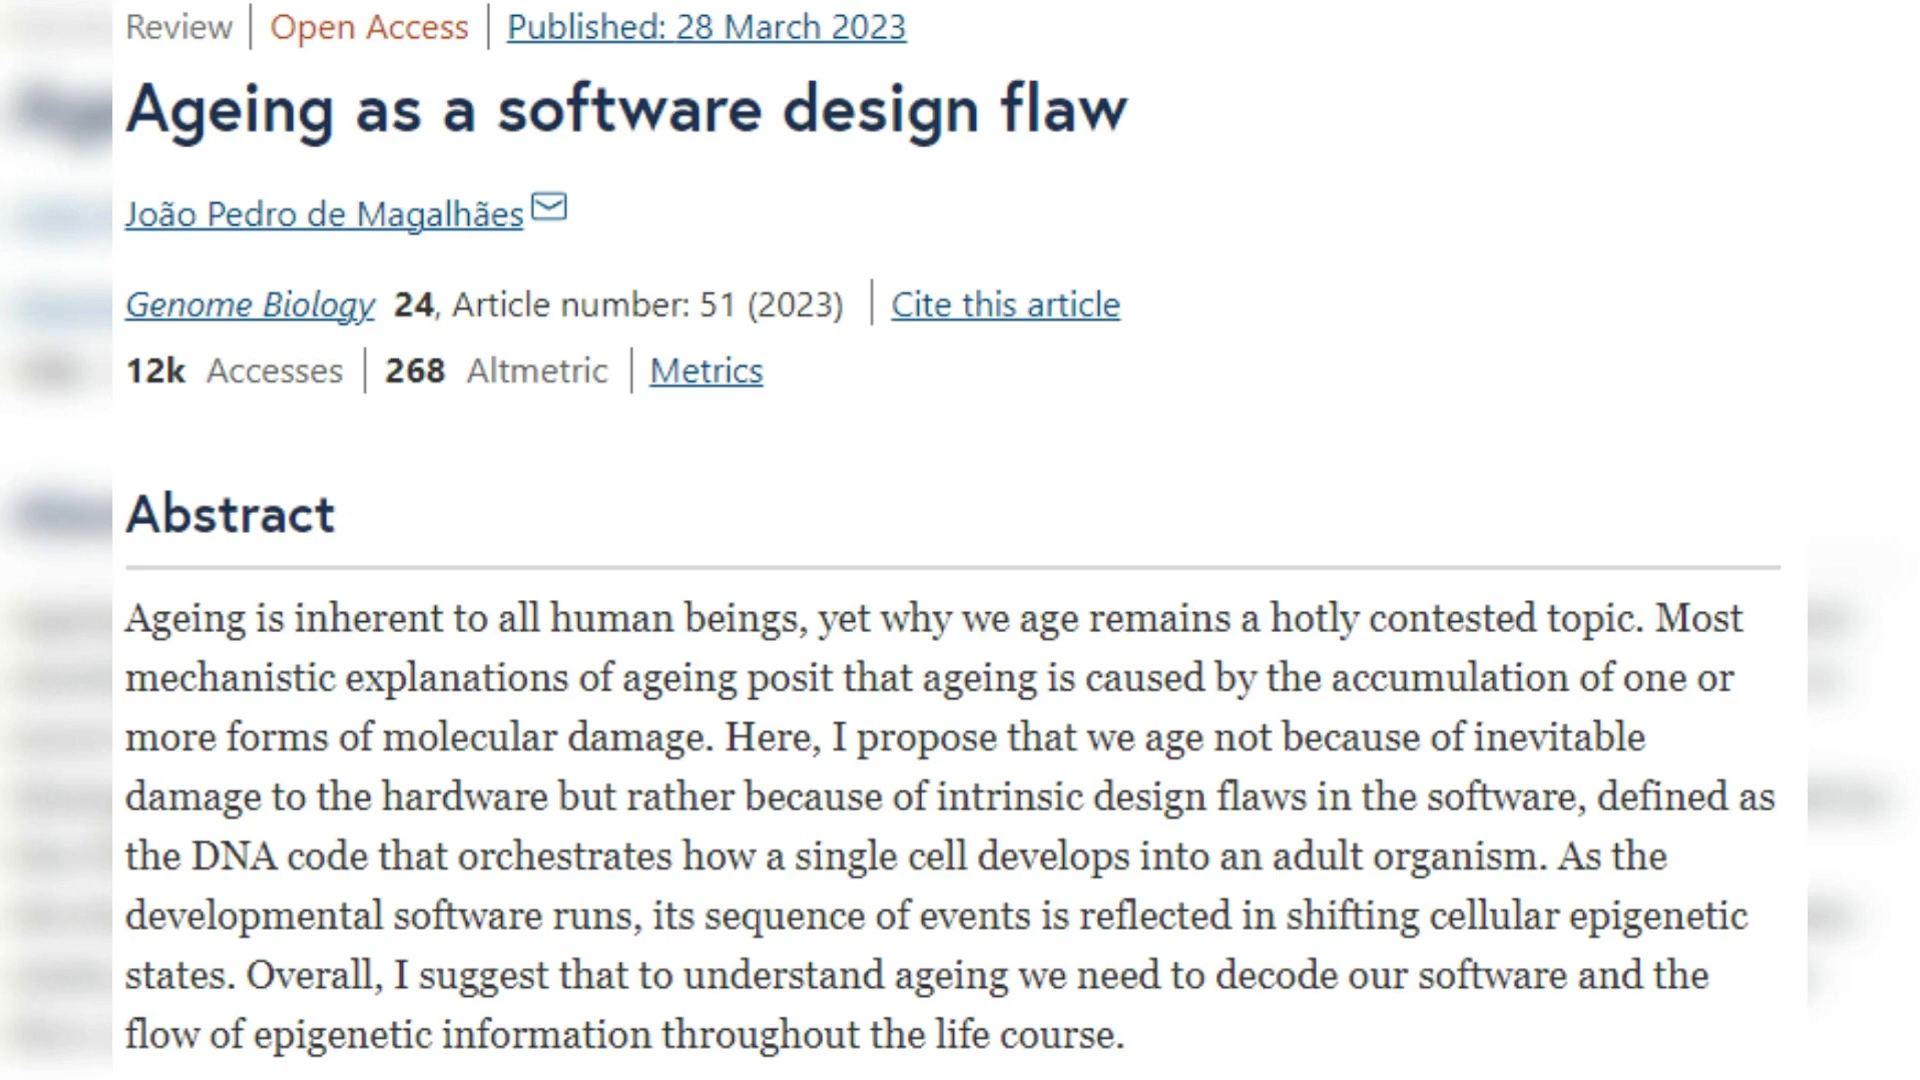 Review | Open Access | Published: 28 March 2023
Ageing as a software design flaw
João Pedro de Magalhães
Genome Biology 24, Article number: 51 (2023) | Cite this article
12k Accesses | 268 Altmetric | Metrics
Abstract
Ageing is inherent to all human beings, yet why we age remains a hotly contested topic. Most
mechanistic explanations of ageing posit that ageing is caused by the accumulation of one or
more forms of molecular damage. Here, I propose that we age not because of inevitable
damage to the hardware but rather because of intrinsic design flaws in the software, defined as
the DNA code that orchestrates how a single cell develops into an adult organism. As the
developmental software runs, its sequence of events is reflected in shifting cellular epigenetic
states. Overall, I suggest that to understand ageing we need to decode our software and the
flow of epigenetic information throughout the life course.